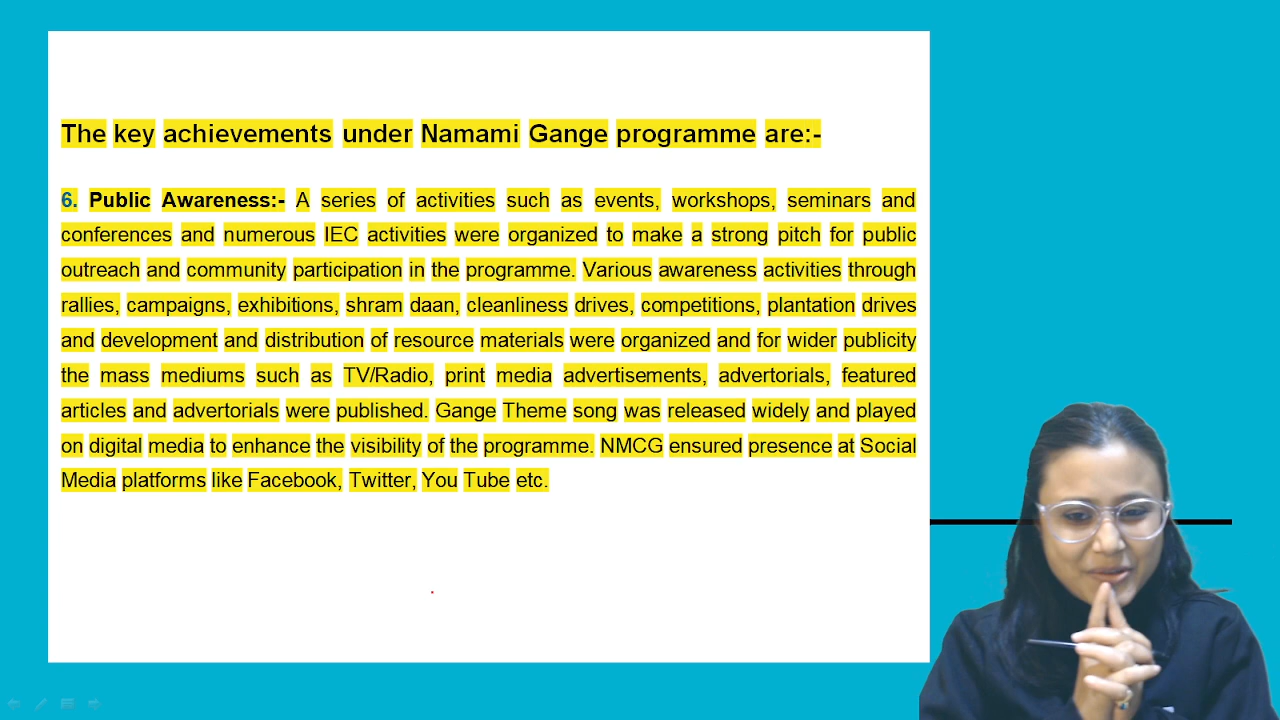 The key achievements under Namami Gange programme are:-
6. Public Awareness:- A series of activities such as events, workshops, seminars and
conferences and numerous IEC activities were organized to make a strong pitch for public
outreach and community participation in the programme. Various awareness activities through
rallies, campaigns, exhibitions, shram daan, cleanliness drives, competitions, plantation drives
and development and distribution of resource materials were organized and for wider publicity
the mass mediums such as TV/Radio, print media advertisements, advertorials, featured
articles and advertorials were published. Gange Theme song was released widely and played
on digital media to enhance the visibility of the programme. NMCG ensured presence at Social
Media platforms like Facebook, Twitter, You Tube etc.